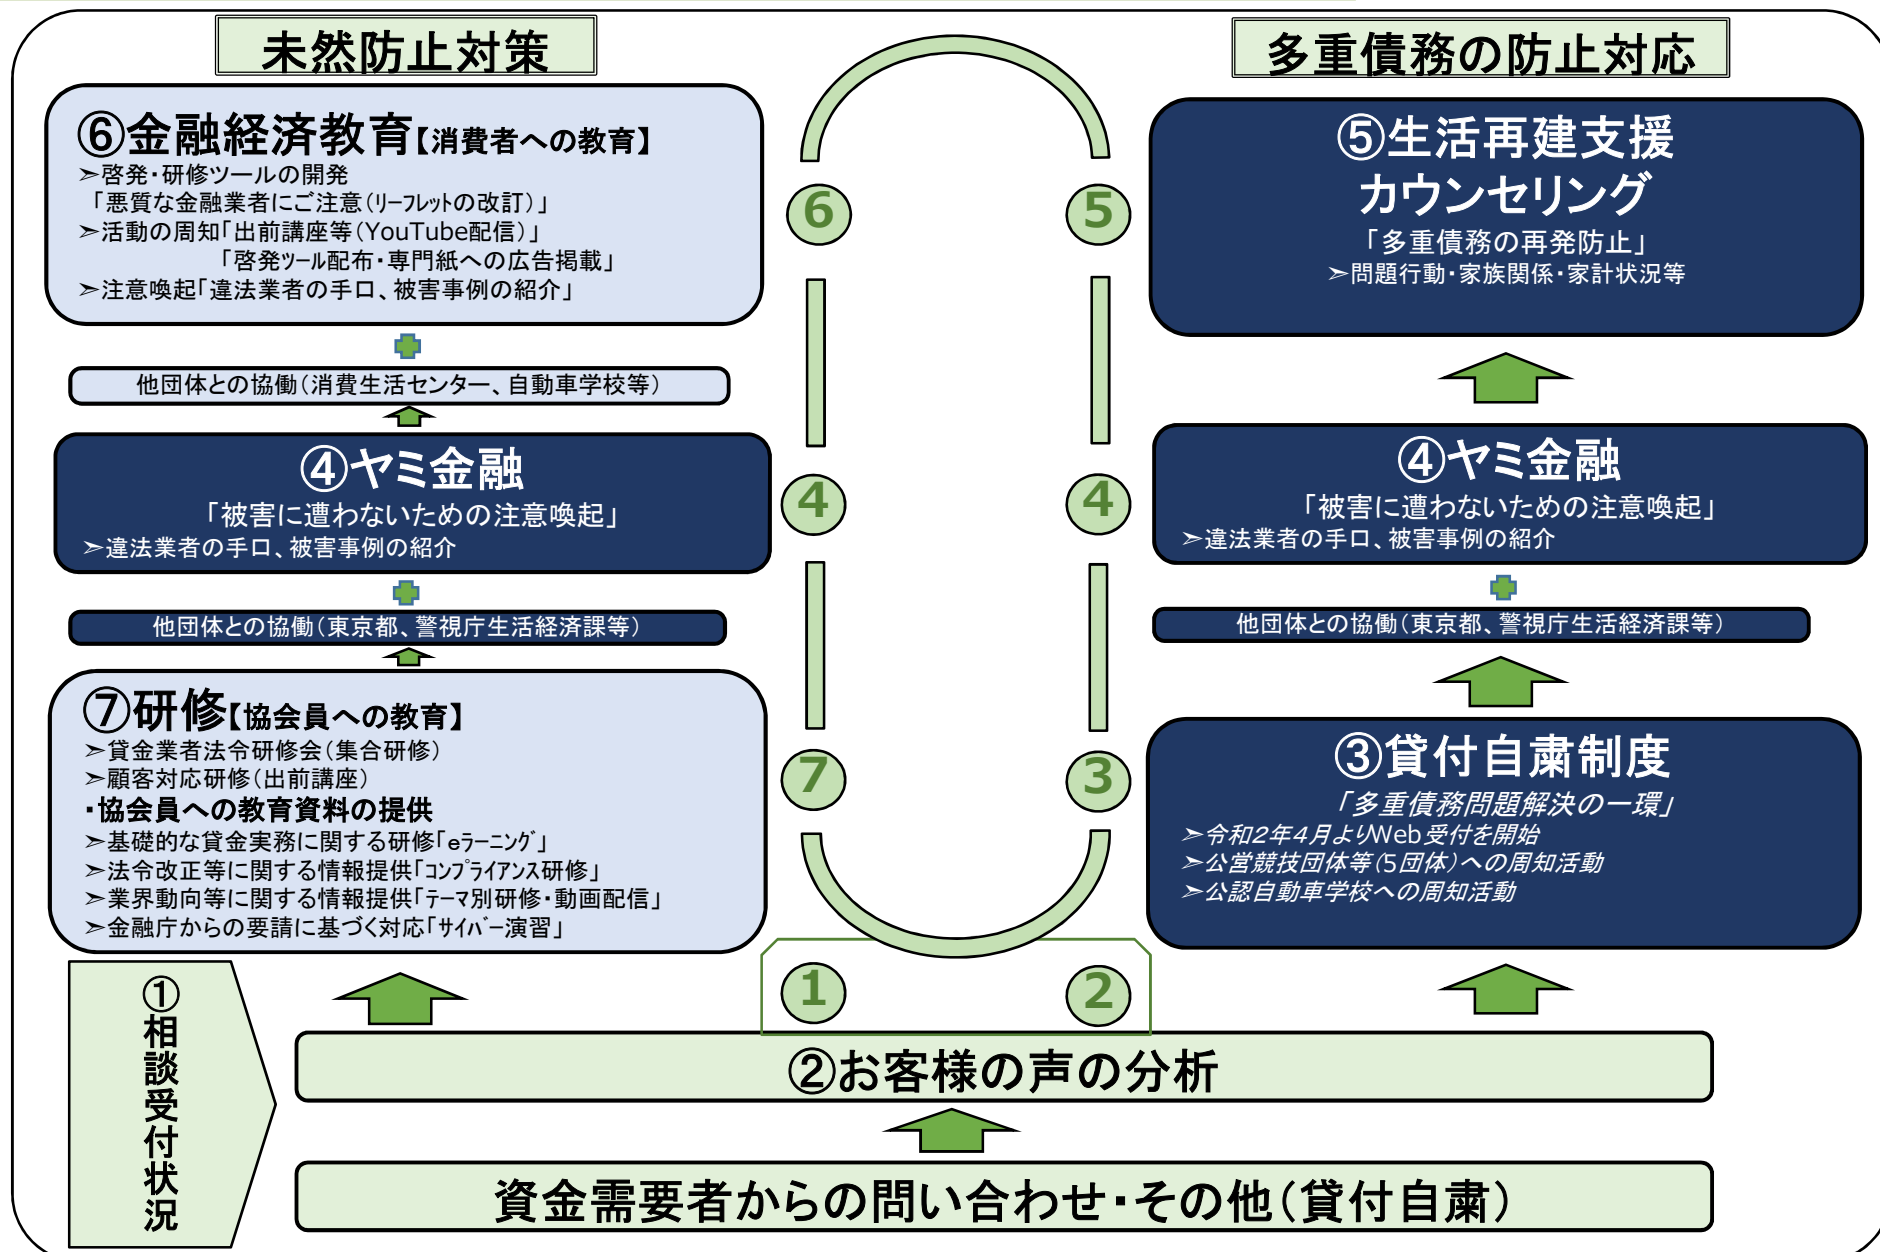 未然防止対策
⑥金融経済教育【消費者への教育】
➢啓発・研修ツールの開発
「悪質な金融業者にご注意(リーフレットの改訂)」
➢活動の周知「出前講座等(YouTube配信)」
「啓発ツール配布・専門紙への広告掲載」
➢注意喚起「違法業者の手口、被害事例の紹介」
他団体との協働(消費生活センター、自動車学校等)
④ヤミ金融
「被害に遭わないための注意喚起」
➢違法業者の手口、被害事例の紹介
他団体との協働(東京都、警視庁生活経済課等)
⑦研修【協会員への教育】
➢貸金業者法令研修会(集合研修)
➢顧客対応研修(出前講座)
・協会員への教育資料の提供
➢基礎的な貸金実務に関する研修「eラーニング」
➢法令改正等に関する情報提供「コンプライアンス研修」
➢業界動向等に関する情報提供「テーマ別研修・動画配信」
➢金融庁からの要請に基づく対応「サイバー演習」
⑥
⑤
④
④
⑦
③
①
②
多重債務の防止対応
⑤生活再建支援
カウンセリング
「多重債務の再発防止」
➢問題行動・家族関係・家計状況等
④ヤミ金融
「被害に遭わないための注意喚起」
➢違法業者の手口、被害事例の紹介
他団体との協働(東京都、警視庁生活経済課等)
③貸付自粛制度
「多重債務問題解決の一環」
➢令和2年4月よりWeb受付を開始
➢公営競技団体等(5団体)への周知活動
➢公認自動車学校への周知活動
①相談受付状況
②お客様の声の分析
資金需要者からの問い合わせ・その他(貸付自粛)